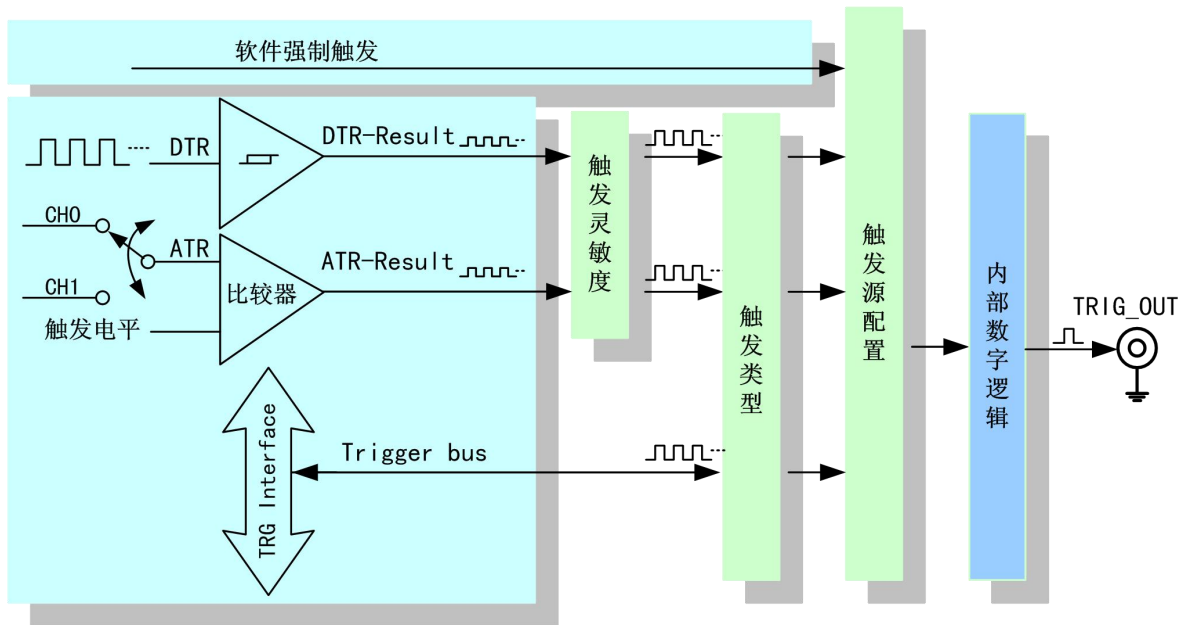 软件强制触发
DTR
DTR-Result
CH0
ATR
ATR-Result
CH1
触发电平
比较器
TRG Interface
Trigger bus
触发灵敏度
触发类型
触发源配置
内部数字逻辑
TRIG_OUT